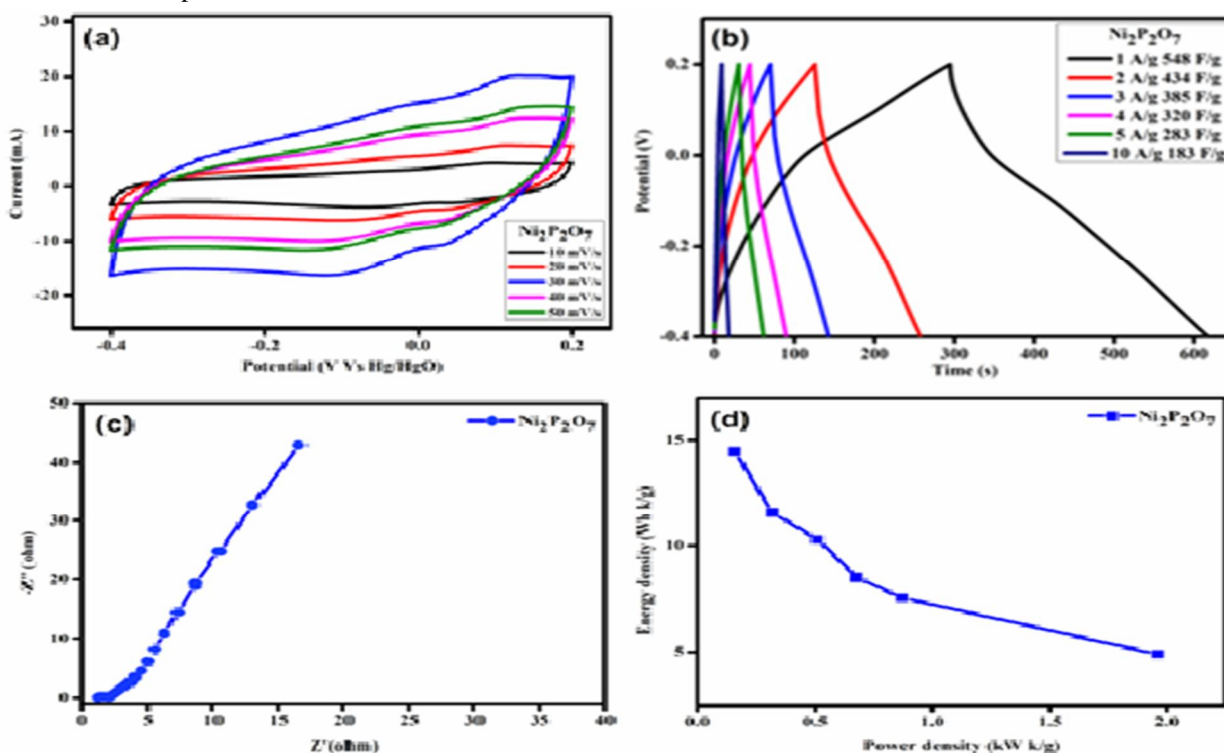 (a)
30
20
10
0
-10
-20
Current (mA)
Ni₂P₂O₇
10 mV/s
20 mV/s
30 mV/s
40 mV/s
50 mV/s
-0.4
-0.2
0.0
0.2
Potential (V Vs Hg/HgO)
(b)
Ni₂P₂O₇
1 A/g 548 F/g
2 A/g 434 F/g
3 A/g 385 F/g
4 A/g 320 F/g
5 A/g 283 F/g
10 A/g 183 F/g
0.2
0.0
-0.2
-0.4
Potential (V)
0
100
200
300
400
500
600
Time (s)
(c)
Ni₂P₂O₇
50
40
30
20
10
0
-Z" (ohm)
0
5
10
15
20
25
30
35
40
Z' (ohm)
(d)
Ni₂P₂O₇
15
10
5
Energy density (Wh k/g)
0.0
0.5
1.0
1.5
2.0
Power density (kW k/g)